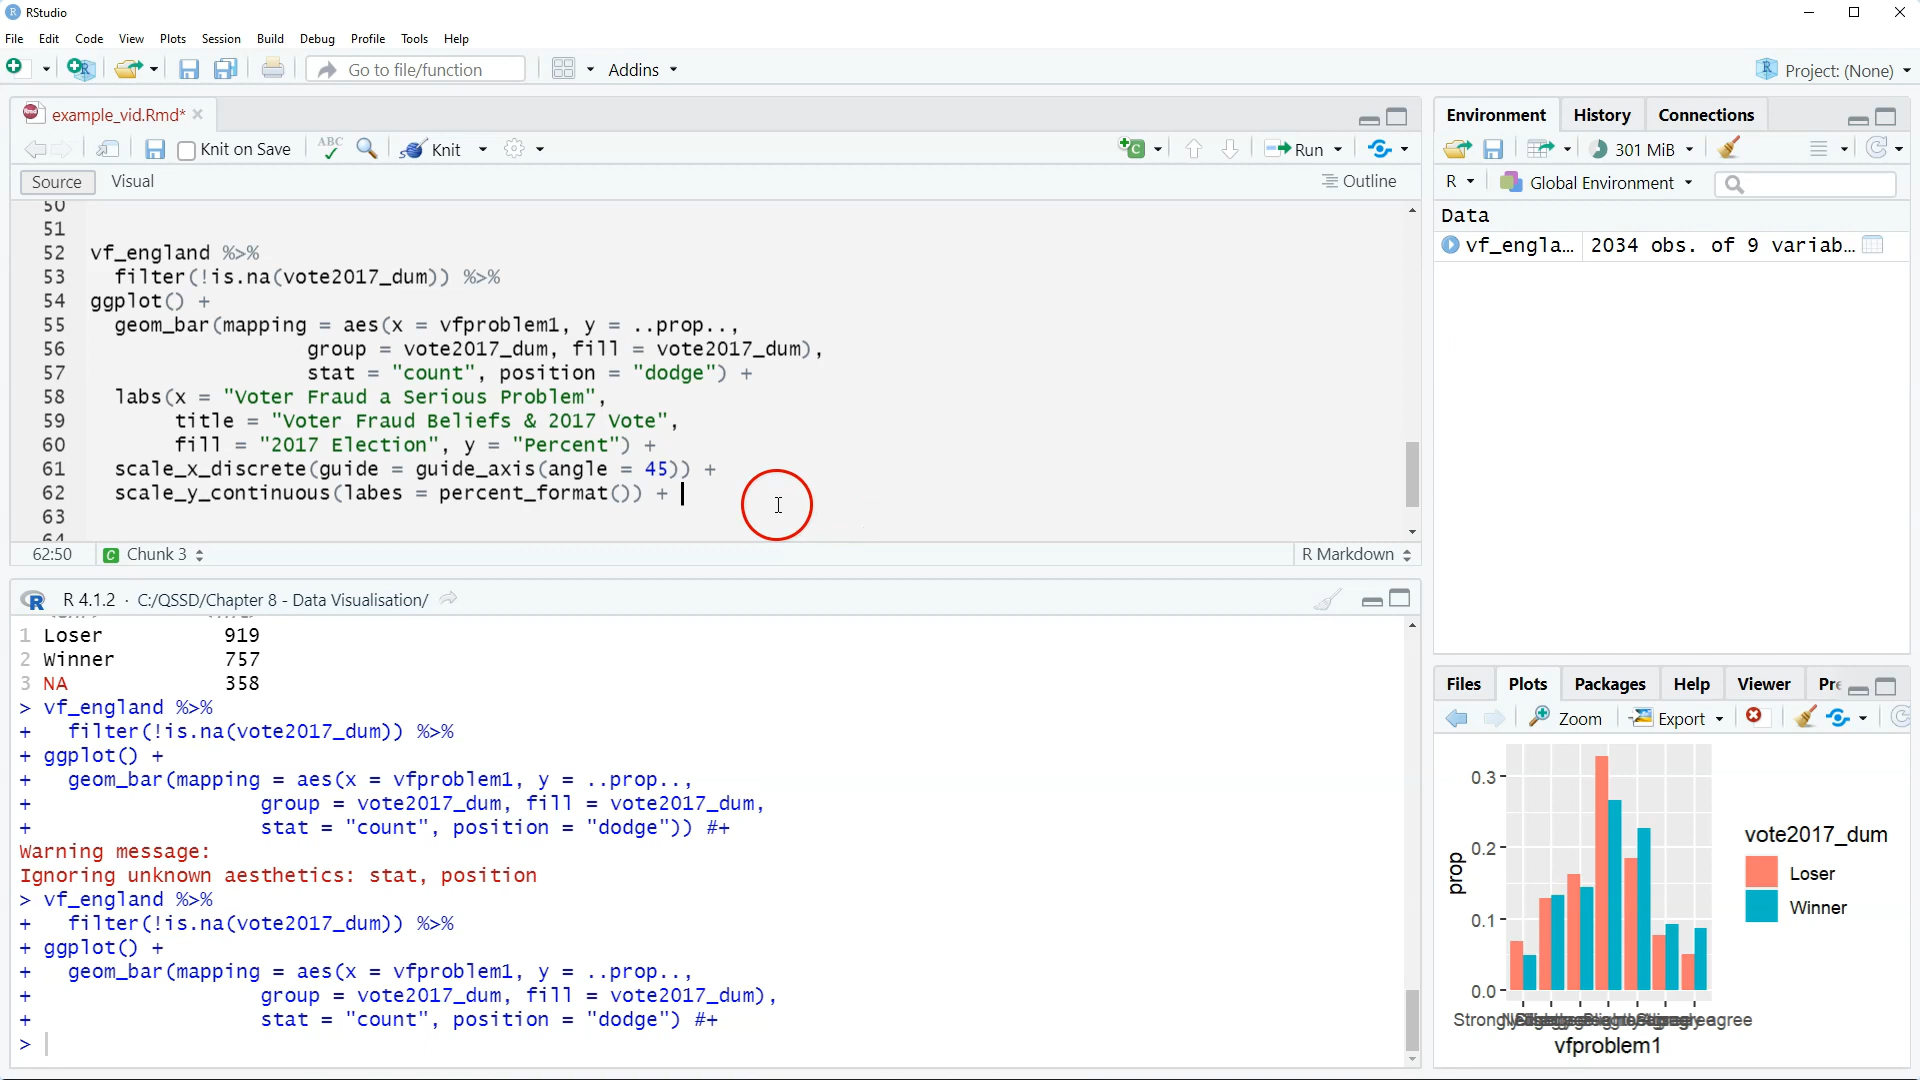 RStudio
File Edit Code View Plots Session Build Debug Profile Tools Help
Go to file/function Addins Project: (None)
example_vid.Rmd*
Knit on Save ABC Knit Run
Source Visual Outline
50
51
52 vf_england %>%
53 filter(!is.na(vote2017_dum)) %>%
54 ggplot() +
55 geom_bar(mapping = aes(x = vfproblem1, y = ..prop..,
56 group = vote2017_dum, fill = vote2017_dum),
57 stat = "count", position = "dodge") +
58 labs(x = "Voter Fraud a Serious Problem",
59 title = "Voter Fraud Beliefs & 2017 Vote",
60 fill = "2017 Election", y = "Percent") +
61 scale_x_discrete(guide = guide_axis(angle = 45)) +
62 scale_y_continuous(labes = percent_format()) +
63
64
62:50 Chunk 3 R Markdown
R 4.1.2 · C:/QSSD/Chapter 8 - Data Visualisation/
1 Loser 919
2 Winner 757
3 NA 358
> vf_england %>%
+ filter(!is.na(vote2017_dum)) %>%
+ ggplot() +
+ geom_bar(mapping = aes(x = vfproblem1, y = ..prop..,
+ group = vote2017_dum, fill = vote2017_dum,
+ stat = "count", position = "dodge")) #+
Warning message:
Ignoring unknown aesthetics: stat, position
> vf_england %>%
+ filter(!is.na(vote2017_dum)) %>%
+ ggplot() +
+ geom_bar(mapping = aes(x = vfproblem1, y = ..prop..,
+ group = vote2017_dum, fill = vote2017_dum),
+ stat = "count", position = "dodge") #+
>
Environment History Connections
301 MiB
R Global Environment
Data
vf_engla… 2034 obs. of 9 variab…
Files Plots Packages Help Viewer Pre
Zoom Export
0.3
0.2
0.1
0.0
prop
vfproblem1
vote2017_dum
Loser
Winner